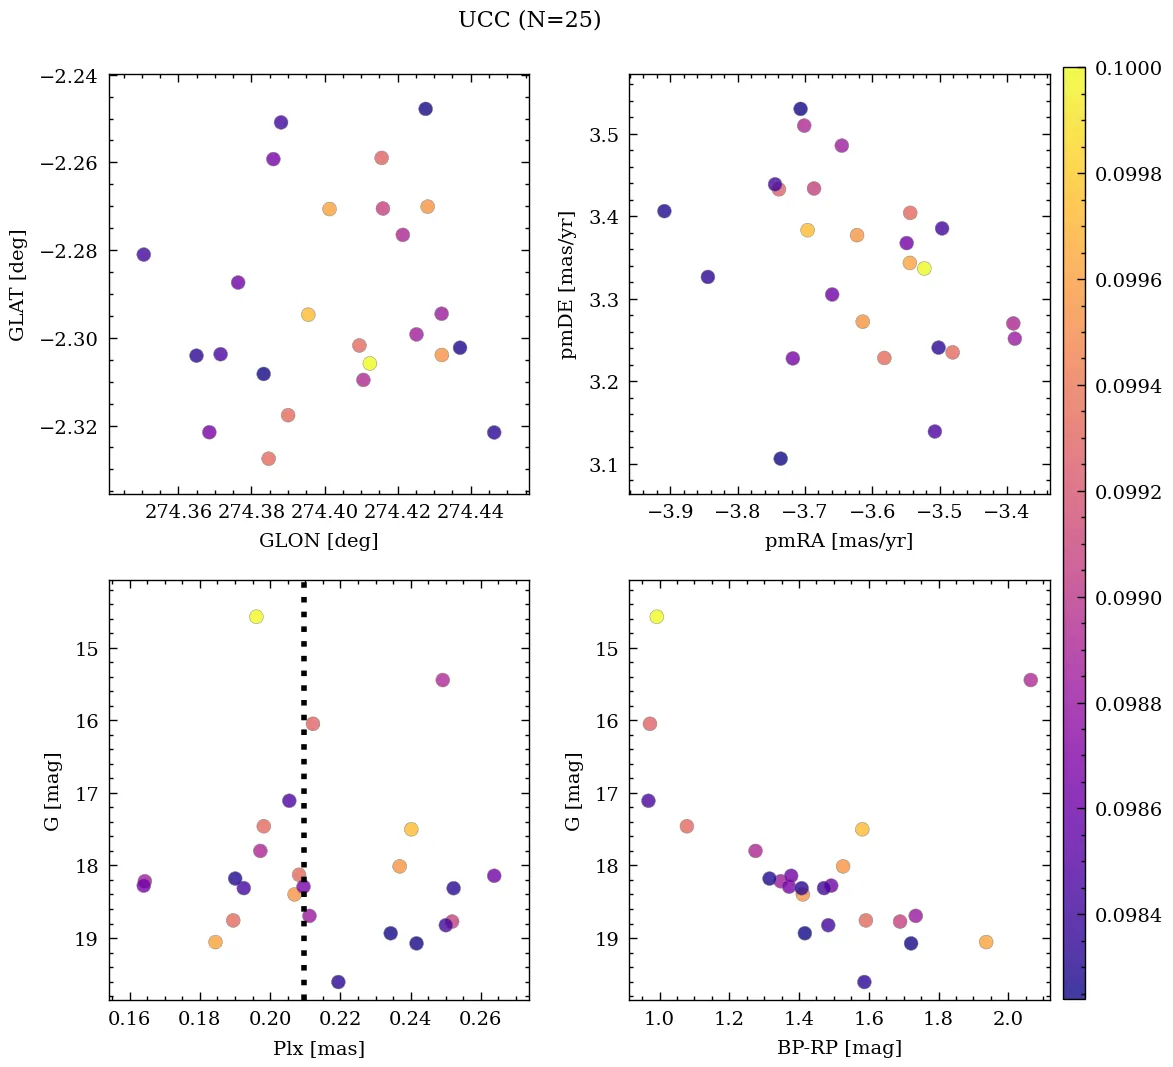 UCC (N=25)
−2.24
−2.26
−2.28
−2.30
−2.32
GLAT [deg]
274.36 274.38 274.40 274.42 274.44
GLON [deg]
3.5
3.4
3.3
3.2
3.1
pmDE [mas/yr]
−3.9 −3.8 −3.7 −3.6 −3.5 −3.4
pmRA [mas/yr]
15
16
17
18
19
G [mag]
0.16 0.18 0.20 0.22 0.24 0.26
Plx [mas]
15
16
17
18
19
G [mag]
1.0 1.2 1.4 1.6 1.8 2.0
BP-RP [mag]
0.1000
0.0998
0.0996
0.0994
0.0992
0.0990
0.0988
0.0986
0.0984